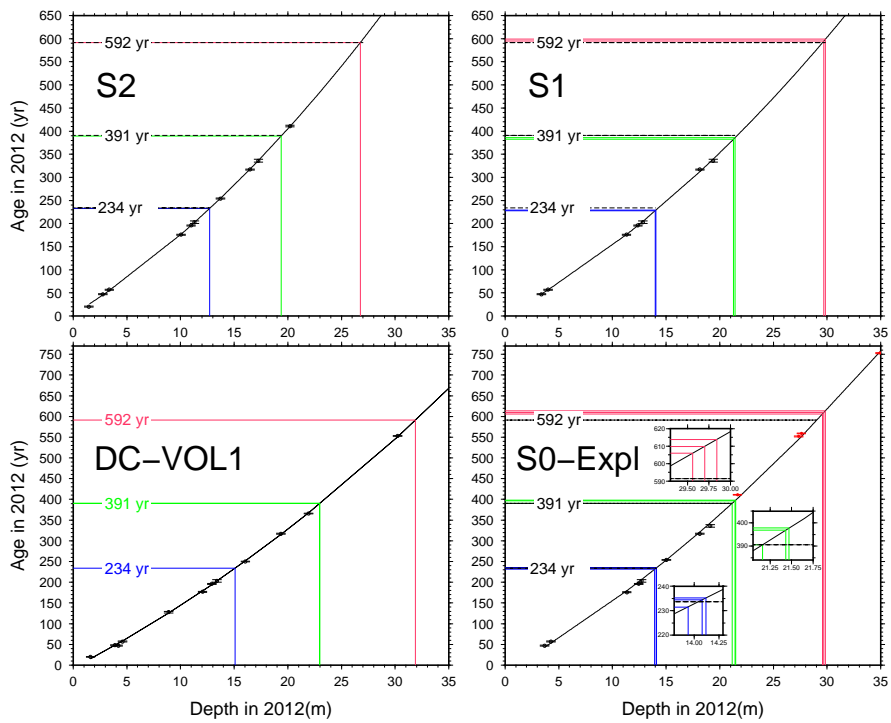 650
600
550
500
450
400
350
300
250
200
150
100
50
0
Age in 2012 (yr)
592 yr
S2
391 yr
234 yr
0 5 10 15 20 25 30 35
650
600
550
500
450
400
350
300
250
200
150
100
50
0
592 yr
S1
391 yr
234 yr
0 5 10 15 20 25 30 35
750
700
650
600
550
500
450
400
350
300
250
200
150
100
50
0
Age in 2012 (yr)
592 yr
DC−VOL1
391 yr
234 yr
0 5 10 15 20 25 30 35
Depth in 2012(m)
750
700
650
600
550
500
450
400
350
300
250
200
150
100
50
0
592 yr
S0−Expl
620
610
600
590
29.50 29.75 30.00
391 yr
400
390
21.25 21.50 21.75
234 yr
240
230
220
14.00 14.25
0 5 10 15 20 25 30 35
Depth in 2012(m)